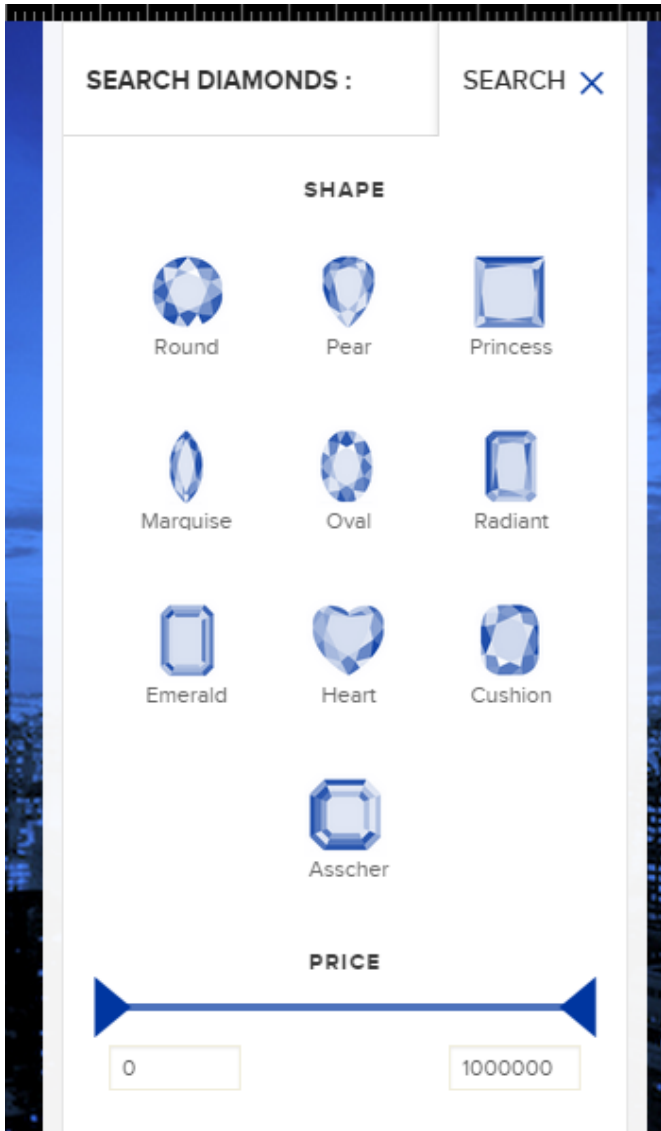 SEARCH DIAMONDS : SEARCH
SHAPE
Round Pear Princess
Marquise Oval Radiant
Emerald Heart Cushion
Asscher
PRICE
0 1000000